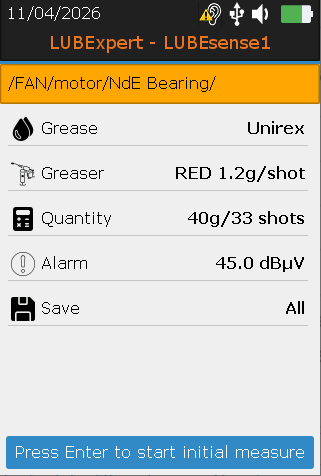 11/04/2026
LUBExpert - LUBEsense1
/FAN/motor/NdE Bearing/
Grease Unirex
Greaser RED 1.2g/shot
Quantity 40g/33 shots
Alarm 45.0 dBµV
Save All
Press Enter to start initial measure